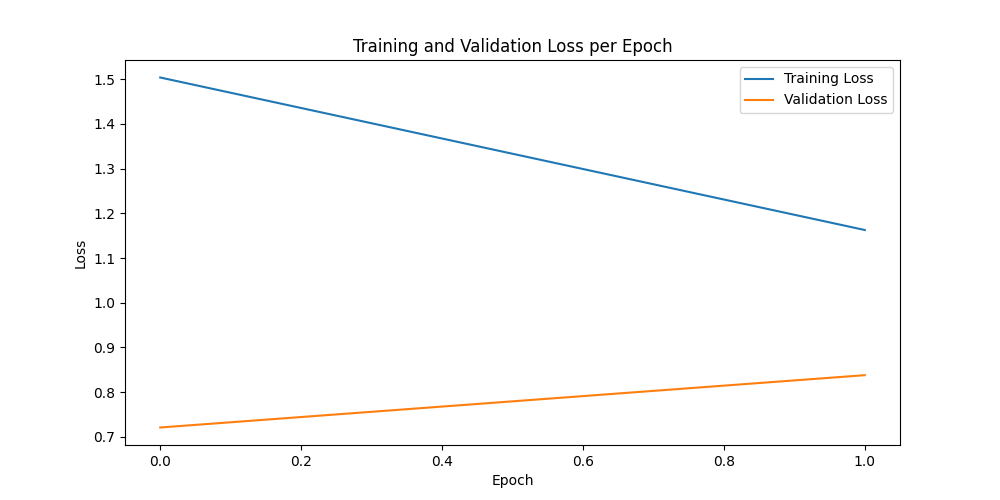 Training and Validation Loss per Epoch
Training Loss
Validation Loss
1.5
1.4
1.3
1.2
1.1
1.0
0.9
0.8
0.7
Loss
0.0 0.2 0.4 0.6 0.8 1.0
Epoch